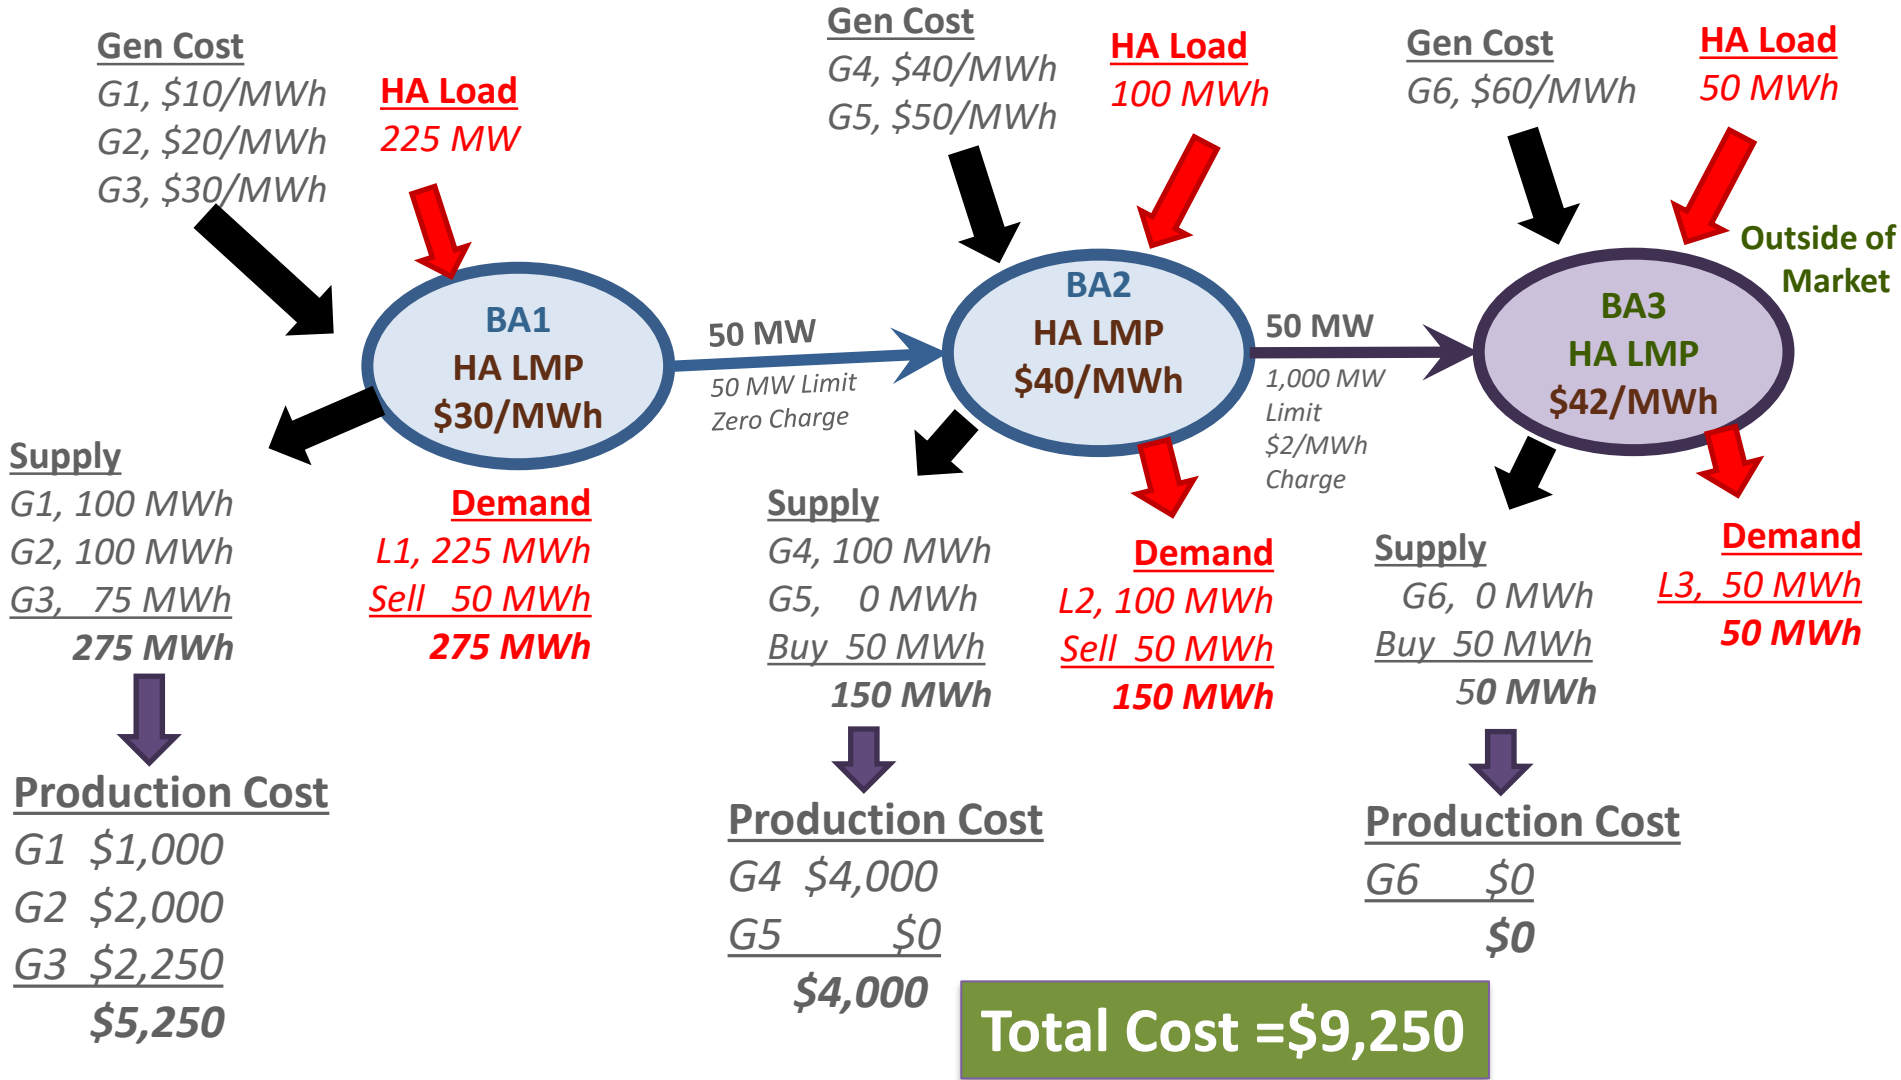 Gen Cost
G1, $10/MWh
G2, $20/MWh
G3, $30/MWh
HA Load
225 MW
Gen Cost
G4, $40/MWh
G5, $50/MWh
HA Load
100 MWh
Gen Cost
G6, $60/MWh
HA Load
50 MWh
Outside of
Market
BA1
HA LMP
$30/MWh
50 MW
50 MW Limit
Zero Charge
BA2
HA LMP
$40/MWh
50 MW
1,000 MW
Limit
$2/MWh
Charge
BA3
HA LMP
$42/MWh
Supply
G1, 100 MWh
G2, 100 MWh
G3, 75 MWh
275 MWh
Demand
L1, 225 MWh
Sell 50 MWh
275 MWh
Supply
G4, 100 MWh
G5, 0 MWh
Buy 50 MWh
150 MWh
Demand
L2, 100 MWh
Sell 50 MWh
150 MWh
Supply
G6, 0 MWh
Buy 50 MWh
50 MWh
Demand
L3, 50 MWh
50 MWh
Production Cost
G1 $1,000
G2 $2,000
G3 $2,250
$5,250
Production Cost
G4 $4,000
G5 $0
$4,000
Production Cost
G6 $0
$0
Total Cost =$9,250